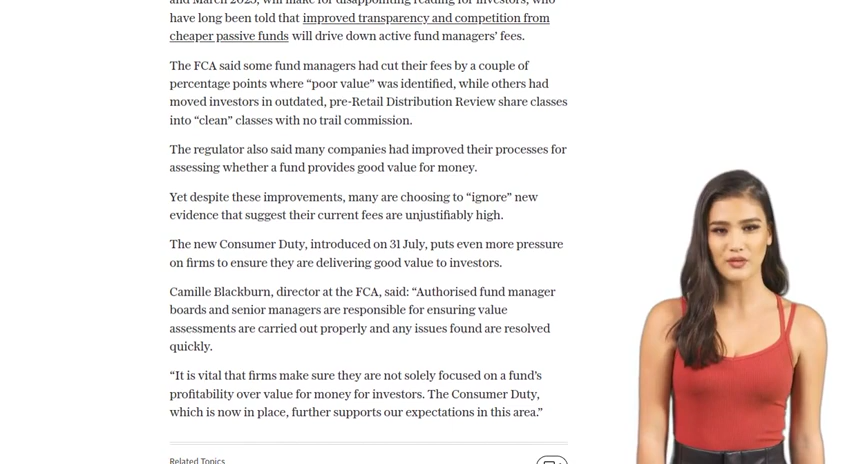 and March 2023, will make for disappointing reading for investors, who
have long been told that improved transparency and competition from
cheaper passive funds will drive down active fund managers’ fees.
The FCA said some fund managers had cut their fees by a couple of
percentage points where “poor value” was identified, while others had
moved investors in outdated, pre-Retail Distribution Review share classes
into “clean” classes with no trail commission.
The regulator also said many companies had improved their processes for
assessing whether a fund provides good value for money.
Yet despite these improvements, many are choosing to “ignore” new
evidence that suggest their current fees are unjustifiably high.
The new Consumer Duty, introduced on 31 July, puts even more pressure
on firms to ensure they are delivering good value to investors.
Camille Blackburn, director at the FCA, said: “Authorised fund manager
boards and senior managers are responsible for ensuring value
assessments are carried out properly and any issues found are resolved
quickly.
“It is vital that firms make sure they are not solely focused on a fund’s
profitability over value for money for investors. The Consumer Duty,
which is now in place, further supports our expectations in this area.”
Related Topics